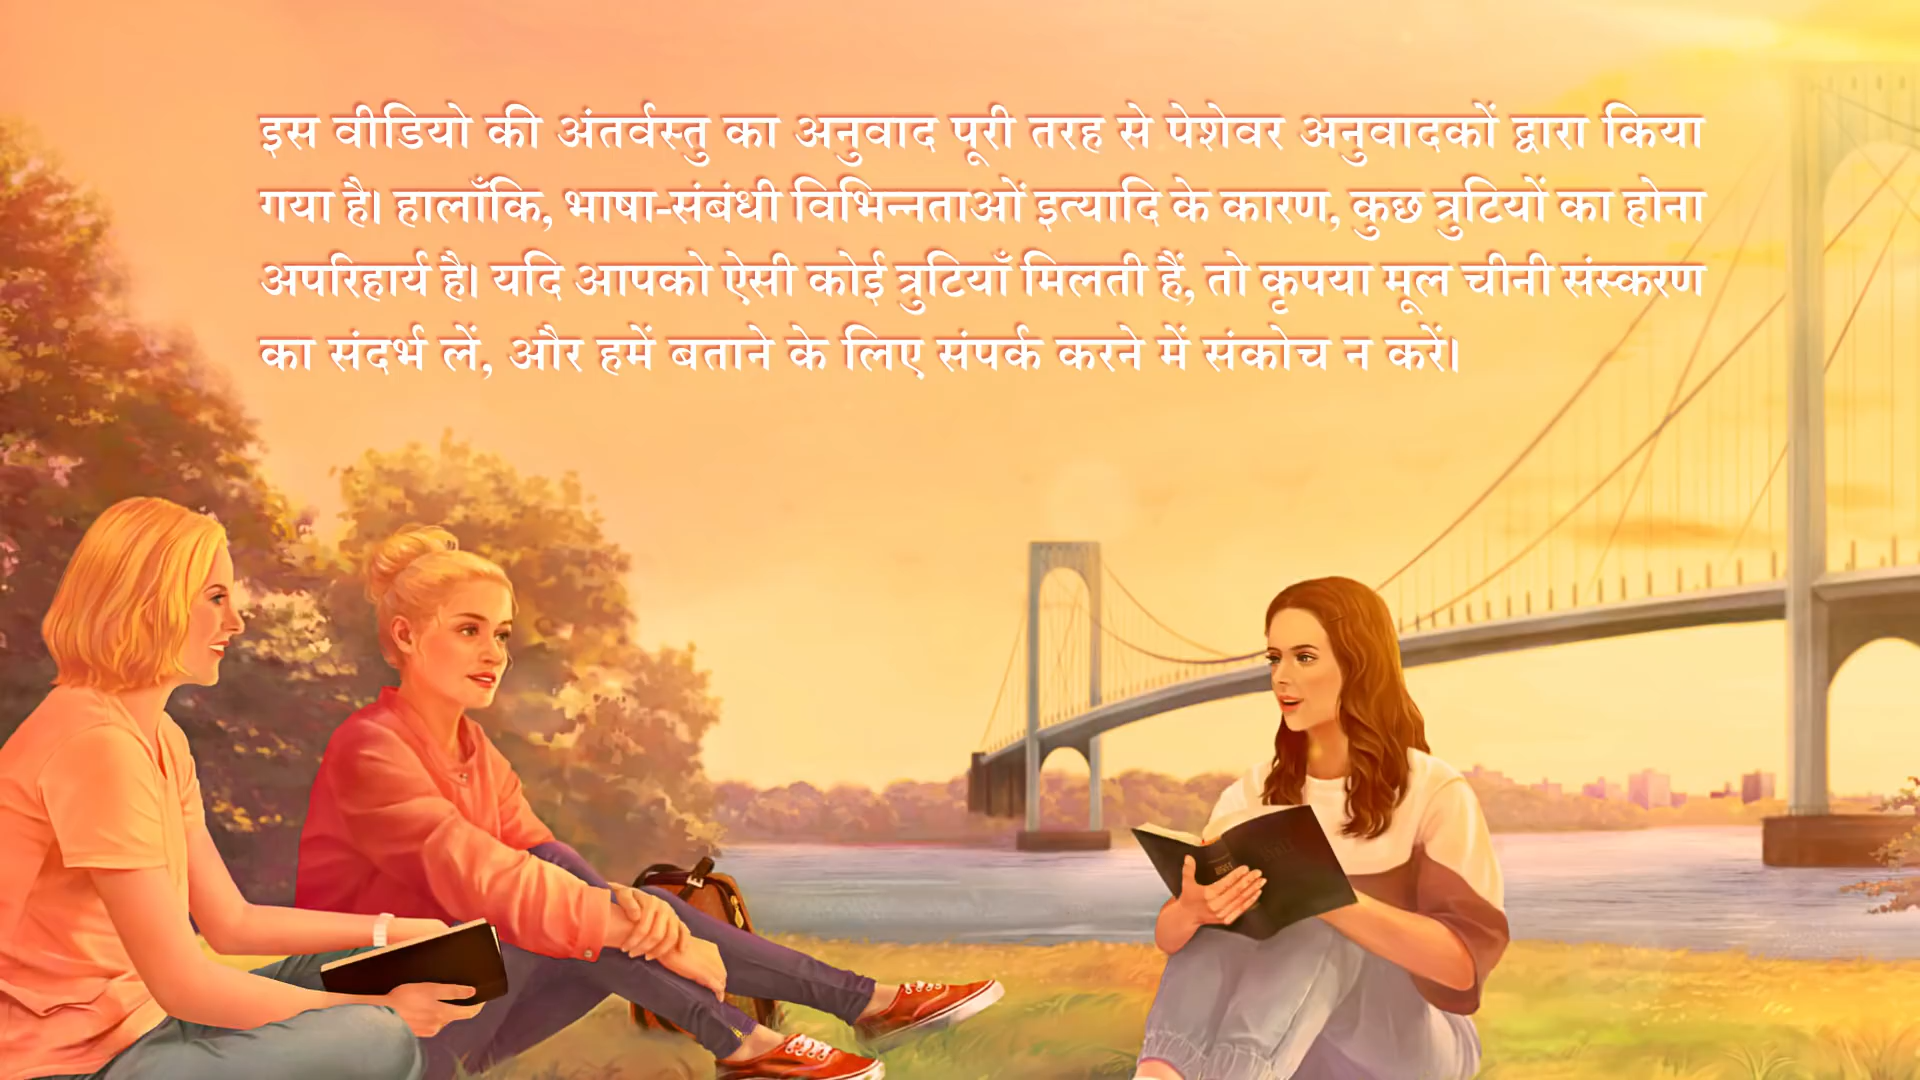 इस वीडियो की अंतर्वस्तु का अनुवाद पूरी तरह से पेशेवर अनुवादकों द्वारा किया
गया है। हालाँकि, भाषा-संबंधी विभिन्नताओं इत्यादि के कारण, कुछ त्रुटियों का होना
अपरिहार्य है। यदि आपको ऐसी कोई त्रुटियाँ मिलती हैं, तो कृपया मूल चीनी संस्करण
का संदर्भ लें, और हमें बताने के लिए संपर्क करने में संकोच न करें।